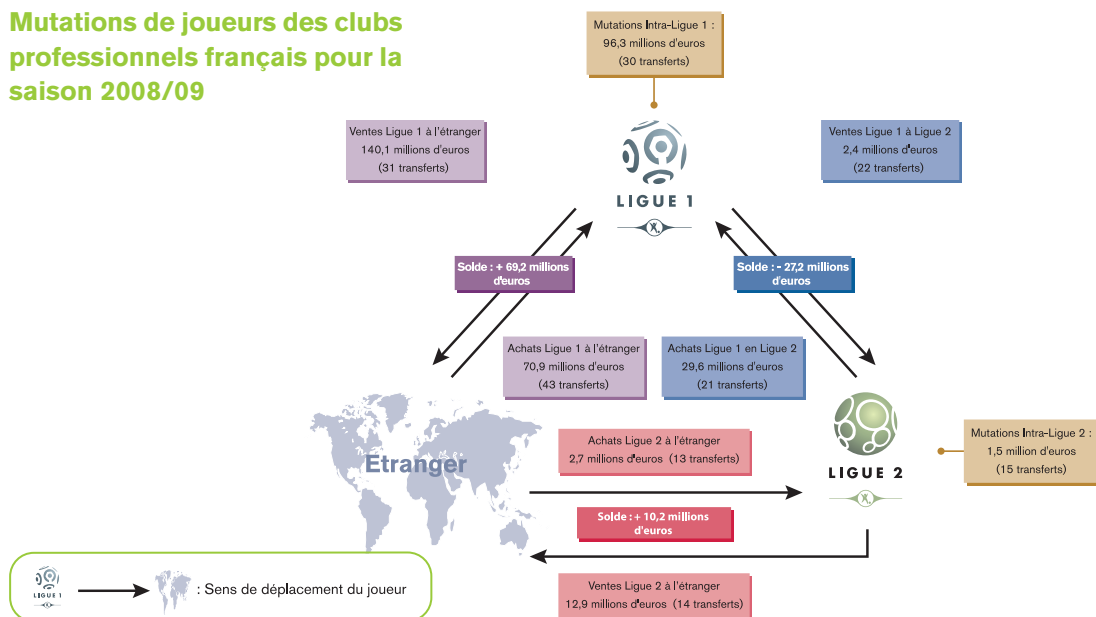 Mutations de joueurs des clubs
professionnels français pour la
saison 2008/09
Mutations Intra-Ligue 1 :
96,3 millions d'euros
(30 transferts)
Ventes Ligue 1 à l'étranger
140,1 millions d'euros
(31 transferts)
LIGUE 1
Ventes Ligue 1 à Ligue 2
2,4 millions d'euros
(22 transferts)
Solde : + 69,2 millions
d'euros
Solde : - 27,2 millions
d'euros
Achats Ligue 1 à l'étranger
70,9 millions d'euros
(43 transferts)
Achats Ligue 1 en Ligue 2
29,6 millions d'euros
(21 transferts)
Etranger
Achats Ligue 2 à l'étranger
2,7 millions d'euros (13 transferts)
LIGUE 2
Mutations Intra-Ligue 2 :
1,5 million d'euros
(15 transferts)
Solde : + 10,2 millions
d'euros
Ventes Ligue 2 à l'étranger
12,9 millions d'euros (14 transferts)
LIGUE 1
: Sens de déplacement du joueur